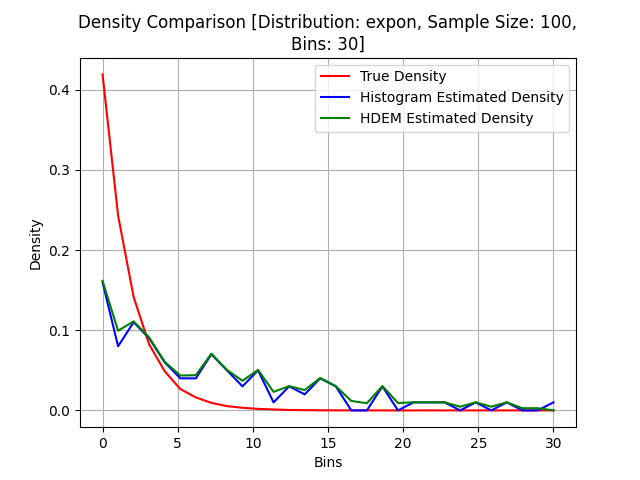 Density Comparison [Distribution: expon, Sample Size: 100,
Bins: 30]
True Density
Histogram Estimated Density
HDEM Estimated Density
Density
0.4
0.3
0.2
0.1
0.0
0 5 10 15 20 25 30
Bins